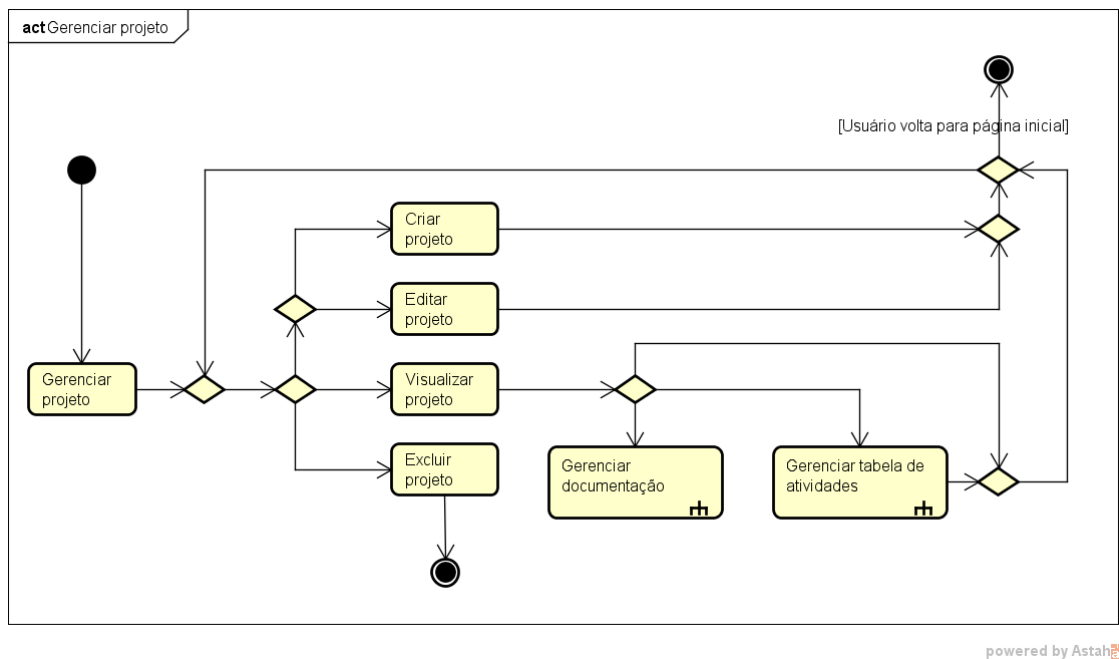 act Gerenciar projeto
[Usuário volta para página inicial]
Criar
projeto
Editar
projeto
Gerenciar
projeto
Visualizar
projeto
Excluir
projeto
Gerenciar
documentação
Gerenciar tabela de
atividades
powered by Astah